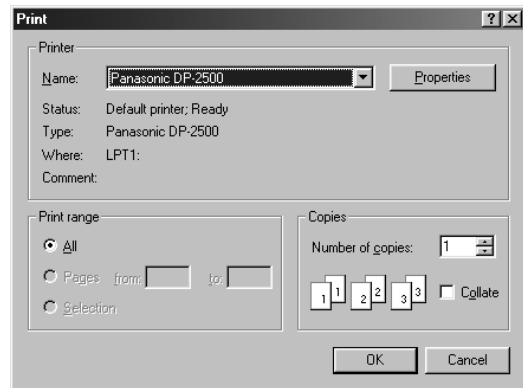 Print
Printer
Name: Panasonic DP-2500 Properties
Status: Default printer; Ready
Type: Panasonic DP-2500
Where: LPT1:
Comment:
Print range
All
Pages from: to:
Selection
Copies
Number of copies: 1
1 1 2 2 3 3 Collate
OK Cancel